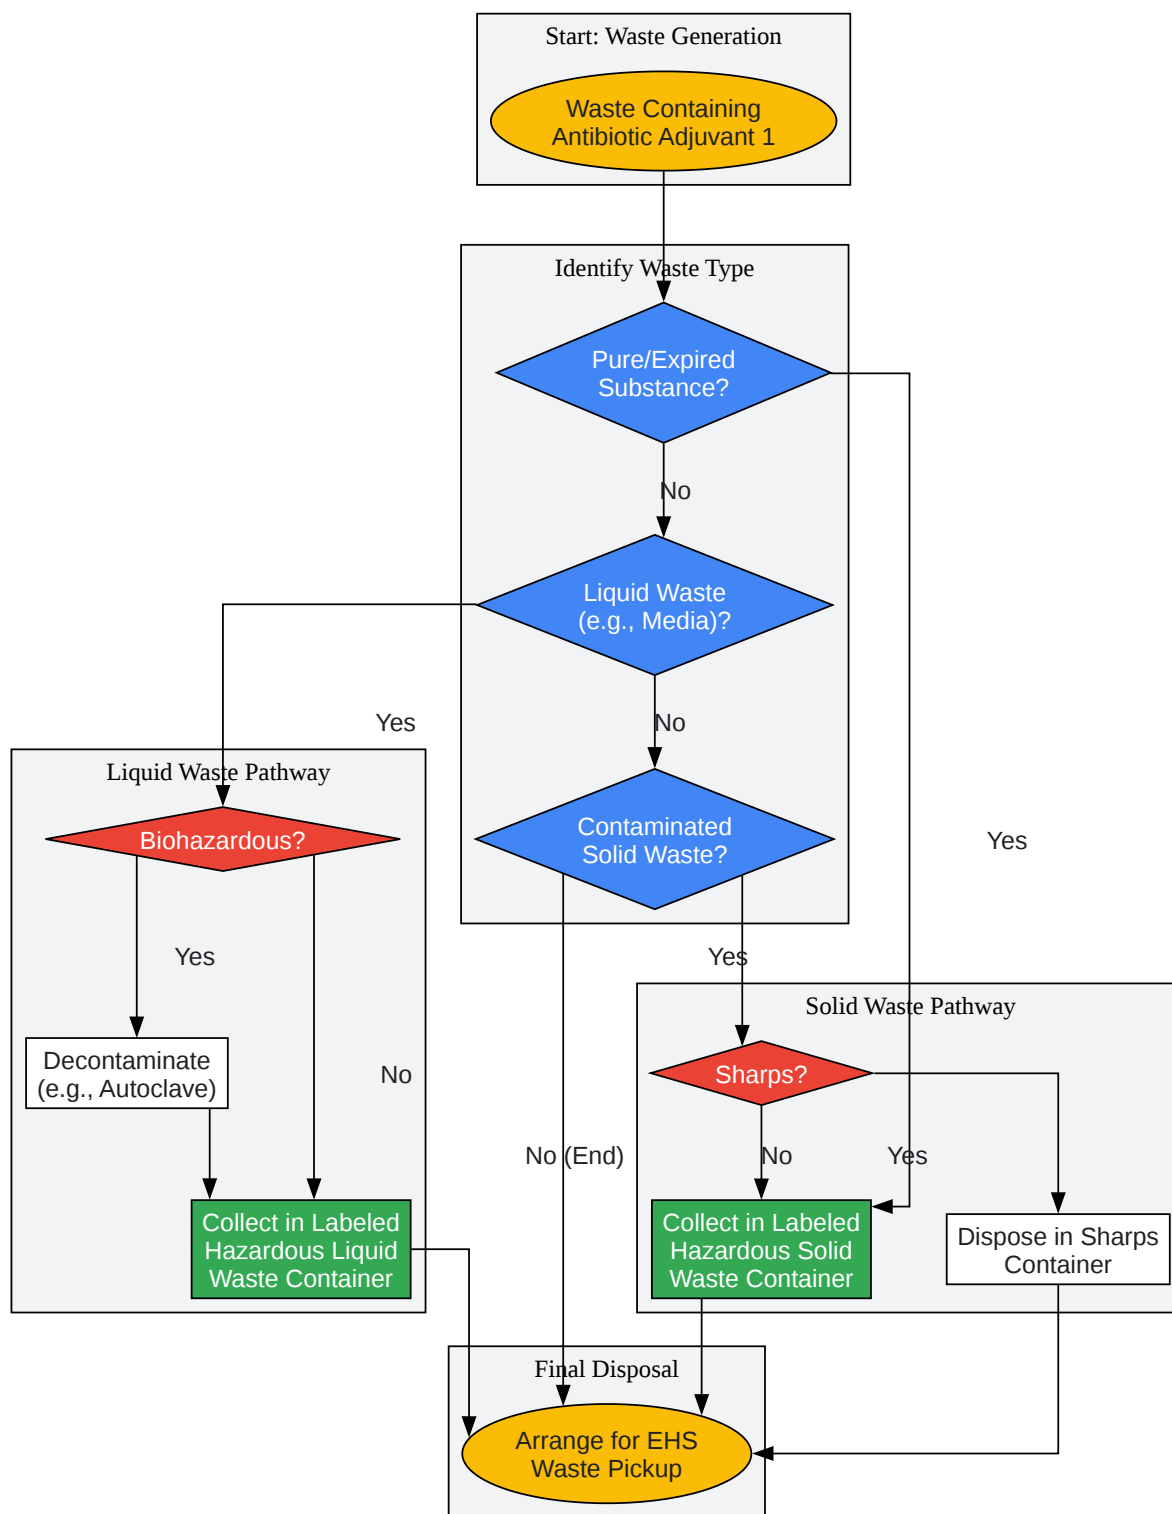 Start: Waste Generation
Waste Containing
Antibiotic Adjuvant 1
Identify Waste Type
Pure/Expired
Substance?
No
Liquid Waste
(e.g., Media)?
Yes
No
Liquid Waste Pathway
Biohazardous?
Contaminated
Solid Waste?
Yes
Yes
Yes
Solid Waste Pathway
Decontaminate
(e.g., Autoclave)
No
Sharps?
No (End)
No
Yes
Collect in Labeled
Hazardous Liquid
Waste Container
Collect in Labeled
Hazardous Solid
Waste Container
Dispose in Sharps
Container
Final Disposal
Arrange for EHS
Waste Pickup